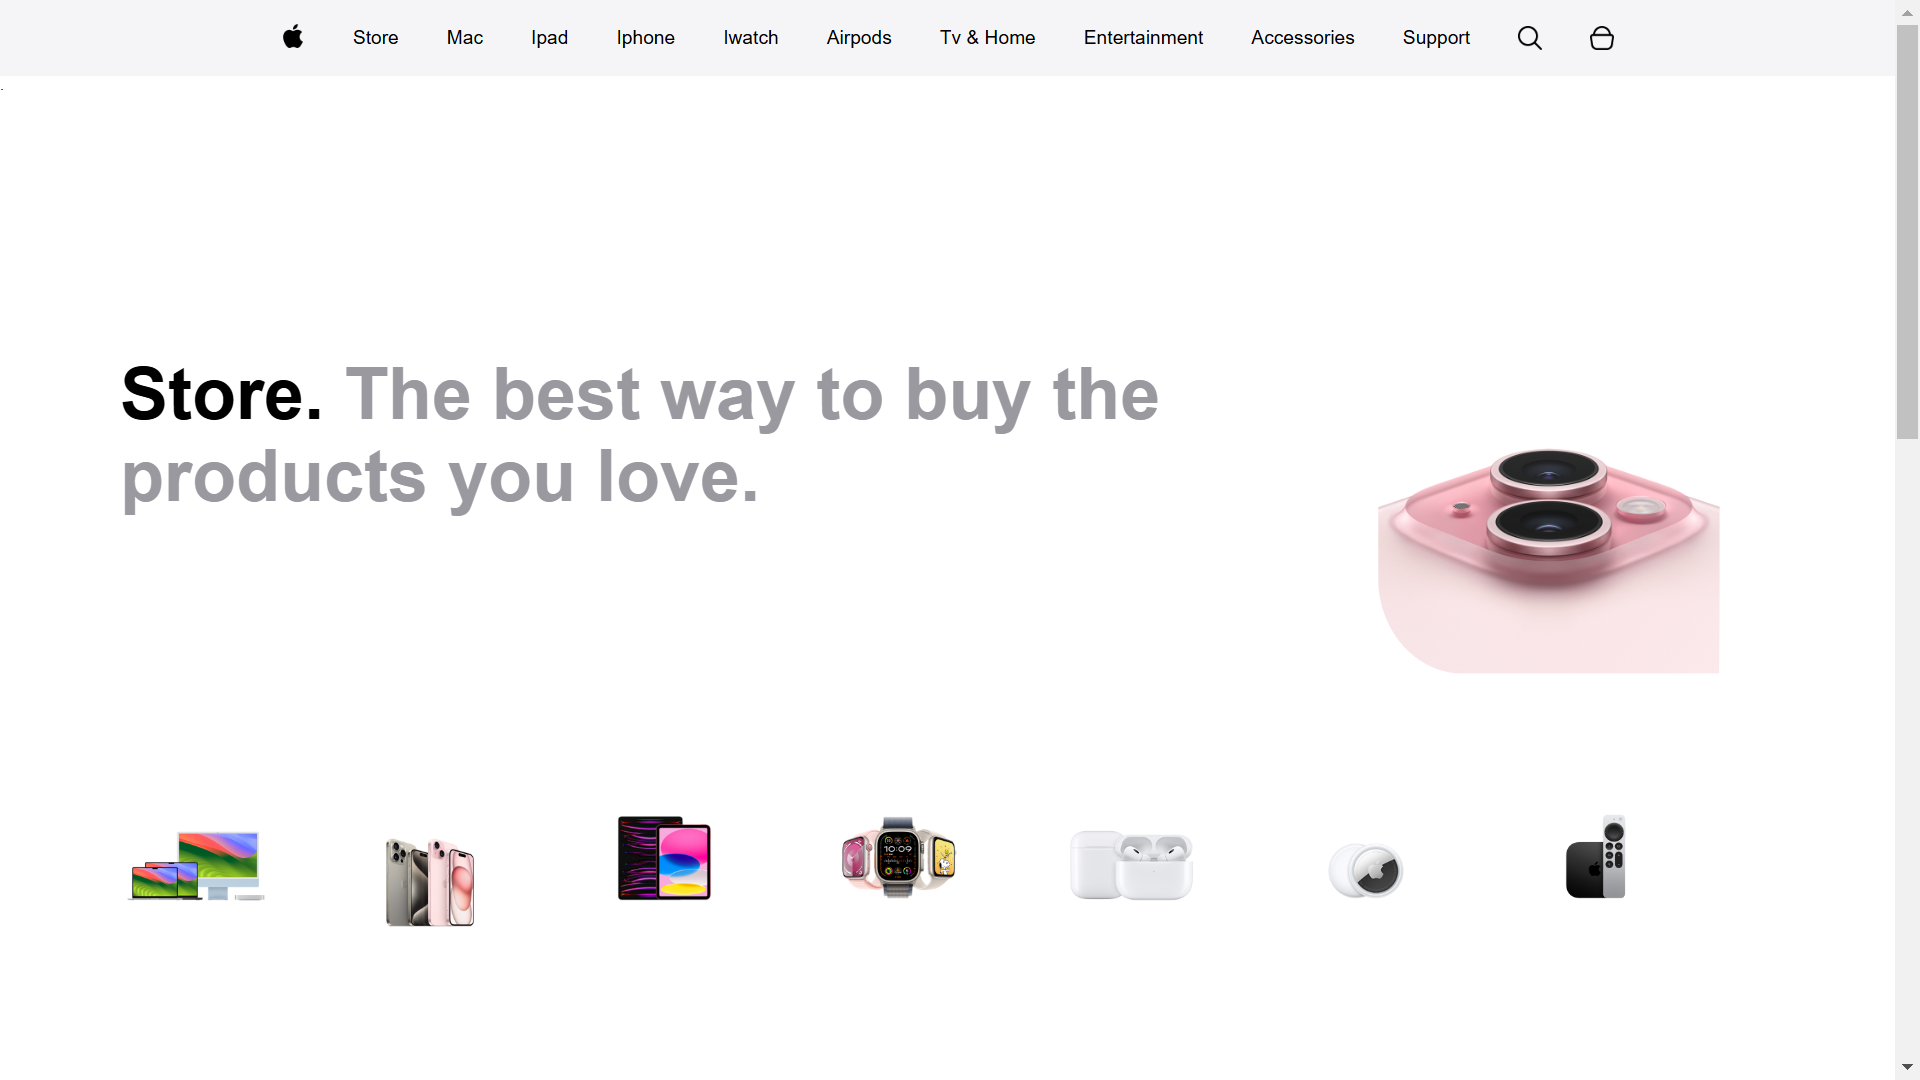 Store Mac Ipad Iphone Iwatch Airpods Tv & Home Entertainment Accessories Support
.
Store. The best way to buy the
products you love.
10:09